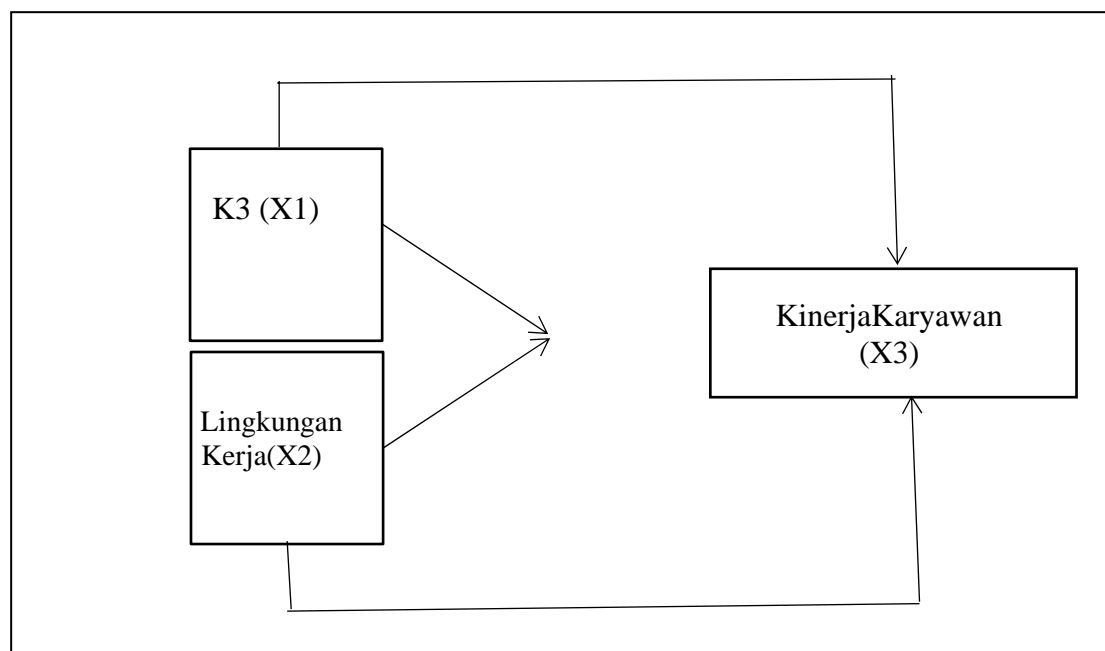 K3 (X1)
KinerjaKaryawan
(X3)
Lingkungan
Kerja(X2)